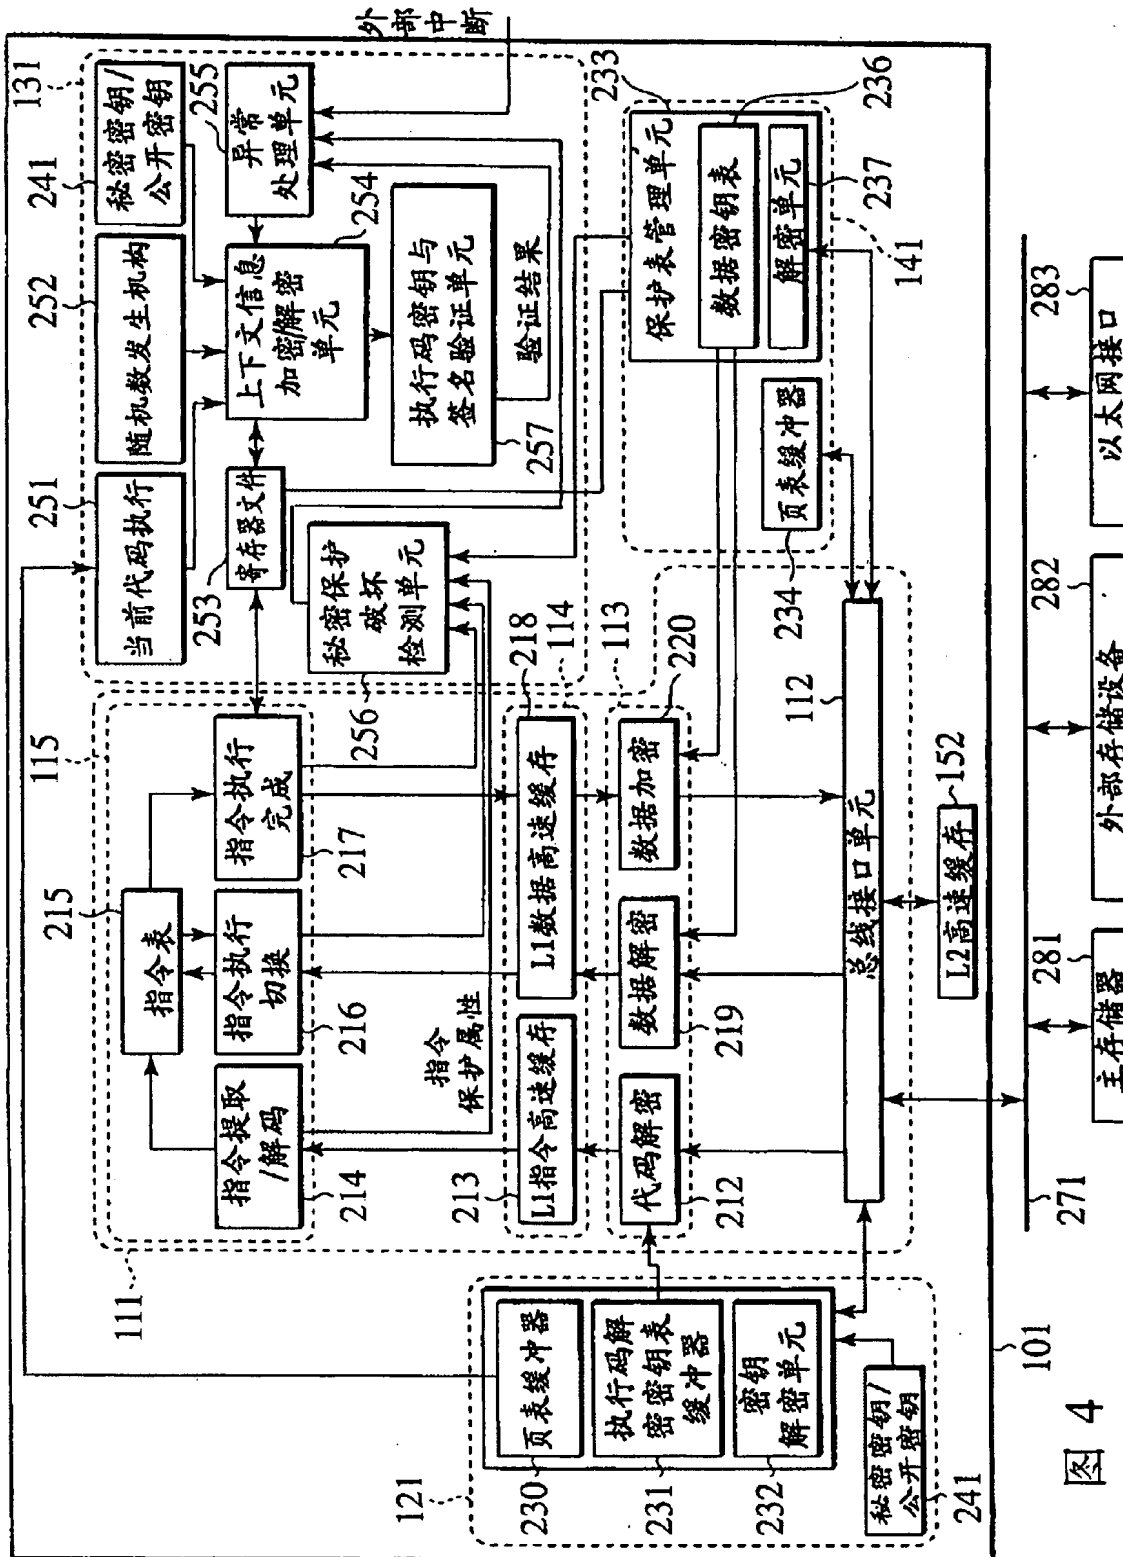 外部中断
131
241
秘密密钥/
公开密钥
255
异常
处理单元
252
随机数发生机构
254
上下文信息
加密/解密
单元
251
当前代码执行
253
寄存器文件
执行码密钥与
签名验证单元
257
验证结果
秘密保护
破坏
检测单元
256
233
保护表管理单元
236
数据密钥表
237
解密单元
141
234
页表缓冲器
115
215
指令表
指令提取
/解码
214
指令执行
切换
216
指令执行
完成
217
指令
保护属性
111
114
213
L1指令高速缓存
218
L1数据高速缓存
113
212
代码解密
219
数据解密
220
数据加密
112
总线接口单元
152
L2高速缓存
121
230
页表缓冲器
231
执行码解
密密钥表
缓冲器
232
密钥
解密单元
241
秘密密钥/
公开密钥
101
271
281
主存储器
282
外部存储设备
283
以太网接口
图 4